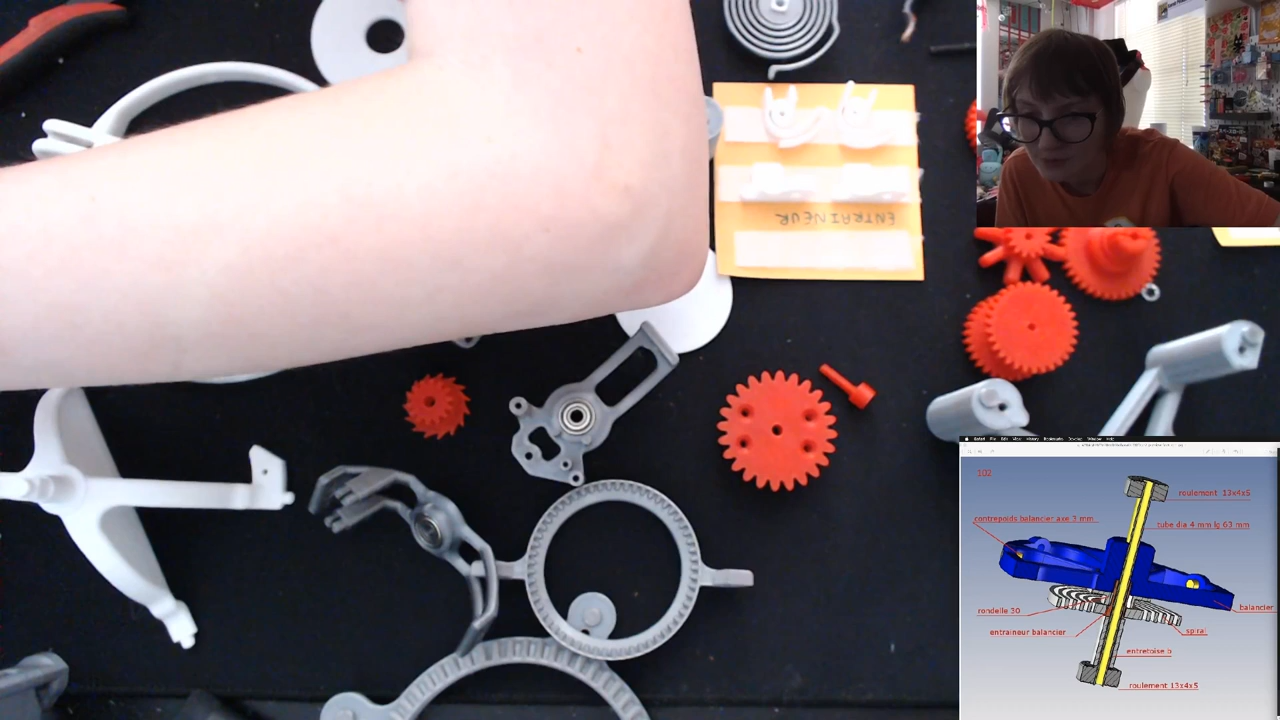 ENTRAINEUR
102
roulement 13x4x5
contrepoids balancier axe 3 mm
tube dia 4 mm lg 63 mm
rondelle 30
balancier
entraineur balancier
spiral
entretoise b
roulement 13x4x5